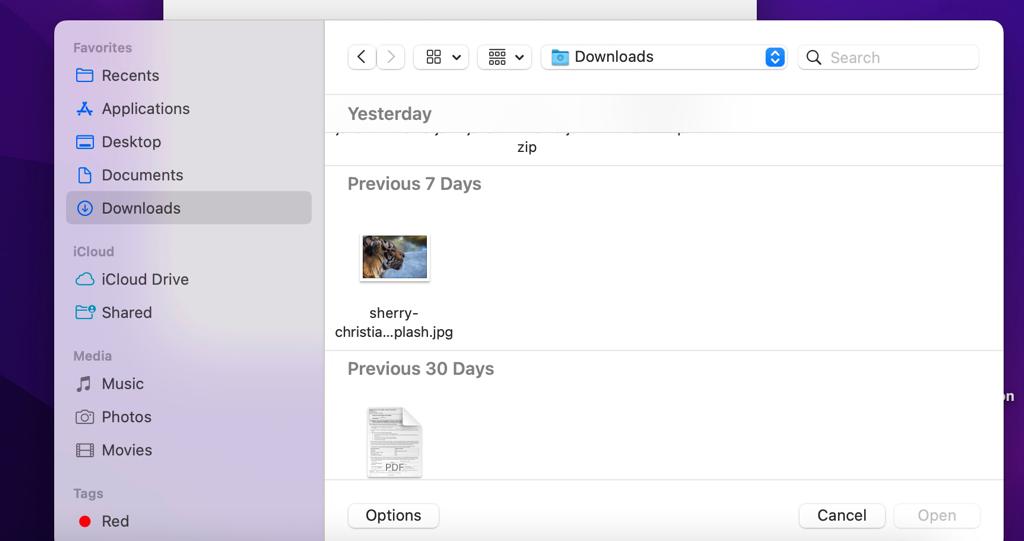 Favorites
Recents
Applications
Desktop
Documents
Downloads
iCloud
iCloud Drive
Shared
Media
Music
Photos
Movies
Tags
Red
Downloads
Search
Yesterday
zip
Previous 7 Days
sherry-
christia...plash.jpg
Previous 30 Days
PDF
Options
Cancel
Open
on